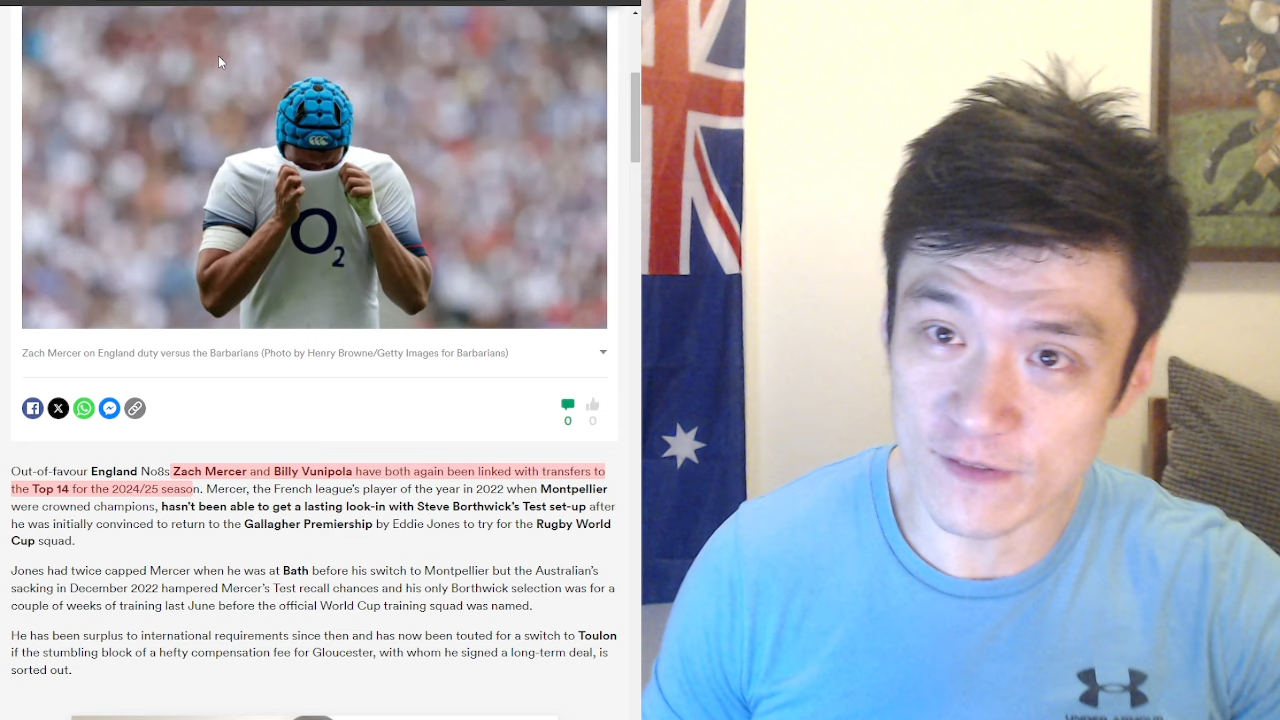 O2
Zach Mercer on England duty versus the Barbarians (Photo by Henry Browne/Getty Images for Barbarians)
0 0
Out-of-favour England No8s Zach Mercer and Billy Vunipola have both again been linked with transfers to
the Top 14 for the 2024/25 season. Mercer, the French league's player of the year in 2022 when Montpellier
were crowned champions, hasn't been able to get a lasting look-in with Steve Borthwick's Test set-up after
he was initially convinced to return to the Gallagher Premiership by Eddie Jones to try for the Rugby World
Cup squad.
Jones had twice capped Mercer when he was at Bath before his switch to Montpellier but the Australian's
sacking in December 2022 hampered Mercer's Test recall chances and his only Borthwick selection was for a
couple of weeks of training last June before the official World Cup training squad was named.
He has been surplus to international requirements since then and has now been touted for a switch to Toulon
if the stumbling block of a hefty compensation fee for Gloucester, with whom he signed a long-term deal, is
sorted out.
UNDER ARMOUR